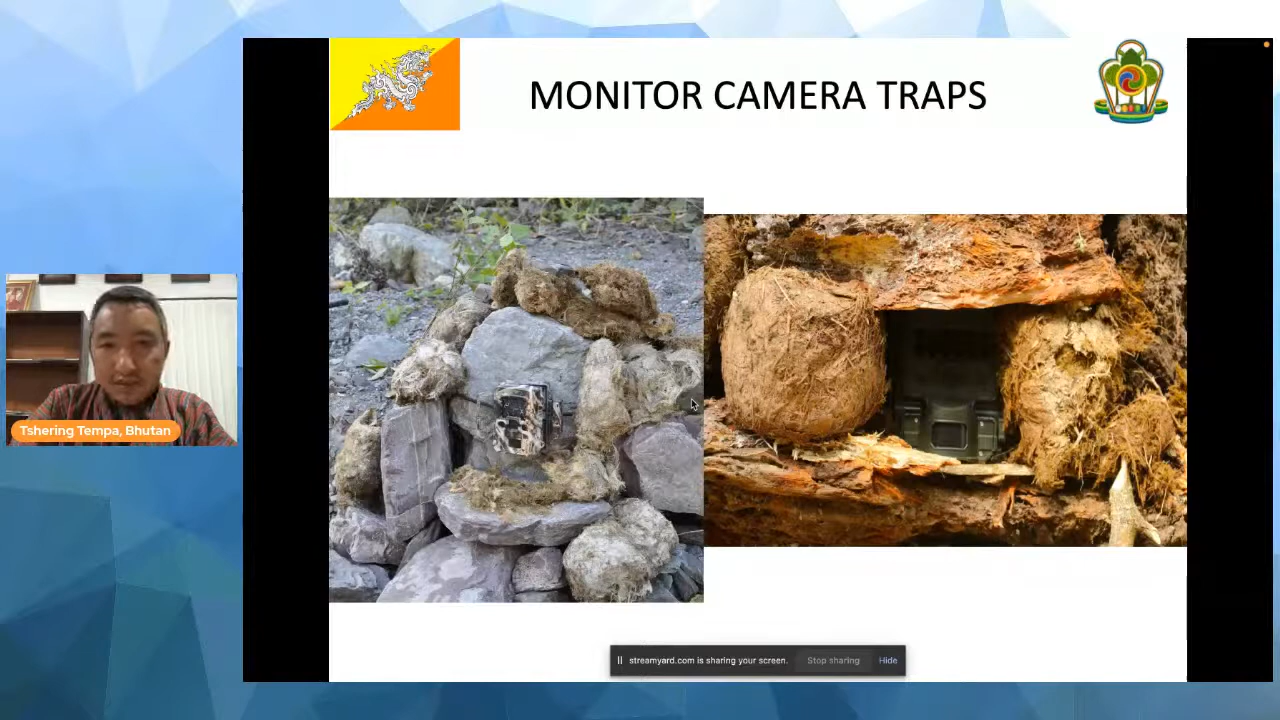 MONITOR CAMERA TRAPS
Tshering Tempa, Bhutan
streamyard.com is sharing your screen. Stop sharing Hide